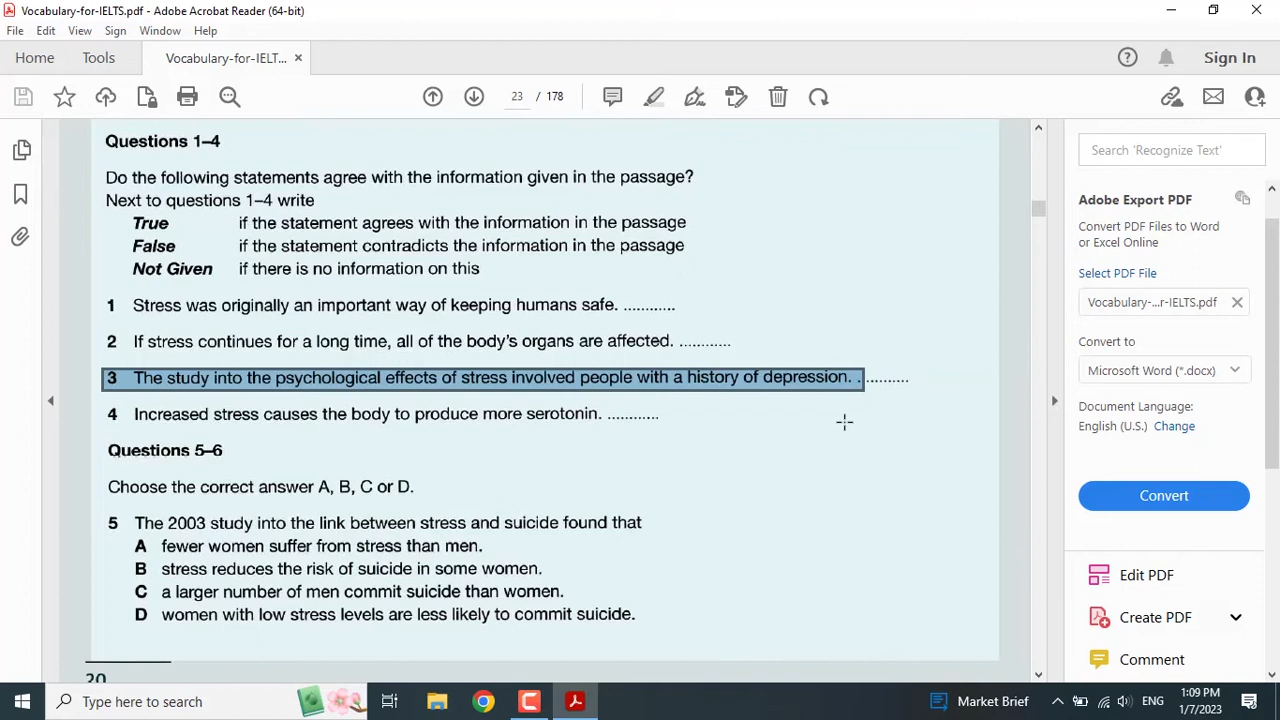 Vocabulary-for-IELTS.pdf - Adobe Acrobat Reader (64-bit)
File Edit View Sign Window Help
Home Tools Vocabulary-for-IELT... × Sign In
23 / 178
Questions 1–4
Do the following statements agree with the information given in the passage?
Next to questions 1–4 write
True if the statement agrees with the information in the passage
False if the statement contradicts the information in the passage
Not Given if there is no information on this
1 Stress was originally an important way of keeping humans safe. ............
2 If stress continues for a long time, all of the body's organs are affected. ............
3 The study into the psychological effects of stress involved people with a history of depression. ............
4 Increased stress causes the body to produce more serotonin. ............
Questions 5–6
Choose the correct answer A, B, C or D.
5 The 2003 study into the link between stress and suicide found that
A fewer women suffer from stress than men.
B stress reduces the risk of suicide in some women.
C a larger number of men commit suicide than women.
D women with low stress levels are less likely to commit suicide.
20
Search 'Recognize Text'
Adobe Export PDF
Convert PDF Files to Word
or Excel Online
Select PDF File
Vocabulary-...r-IELTS.pdf
Convert to
Microsoft Word (*.docx)
Document Language:
English (U.S.) Change
Convert
Edit PDF
Create PDF
Comment
Type here to search
Market Brief
ENG
1:09 PM
1/7/2023